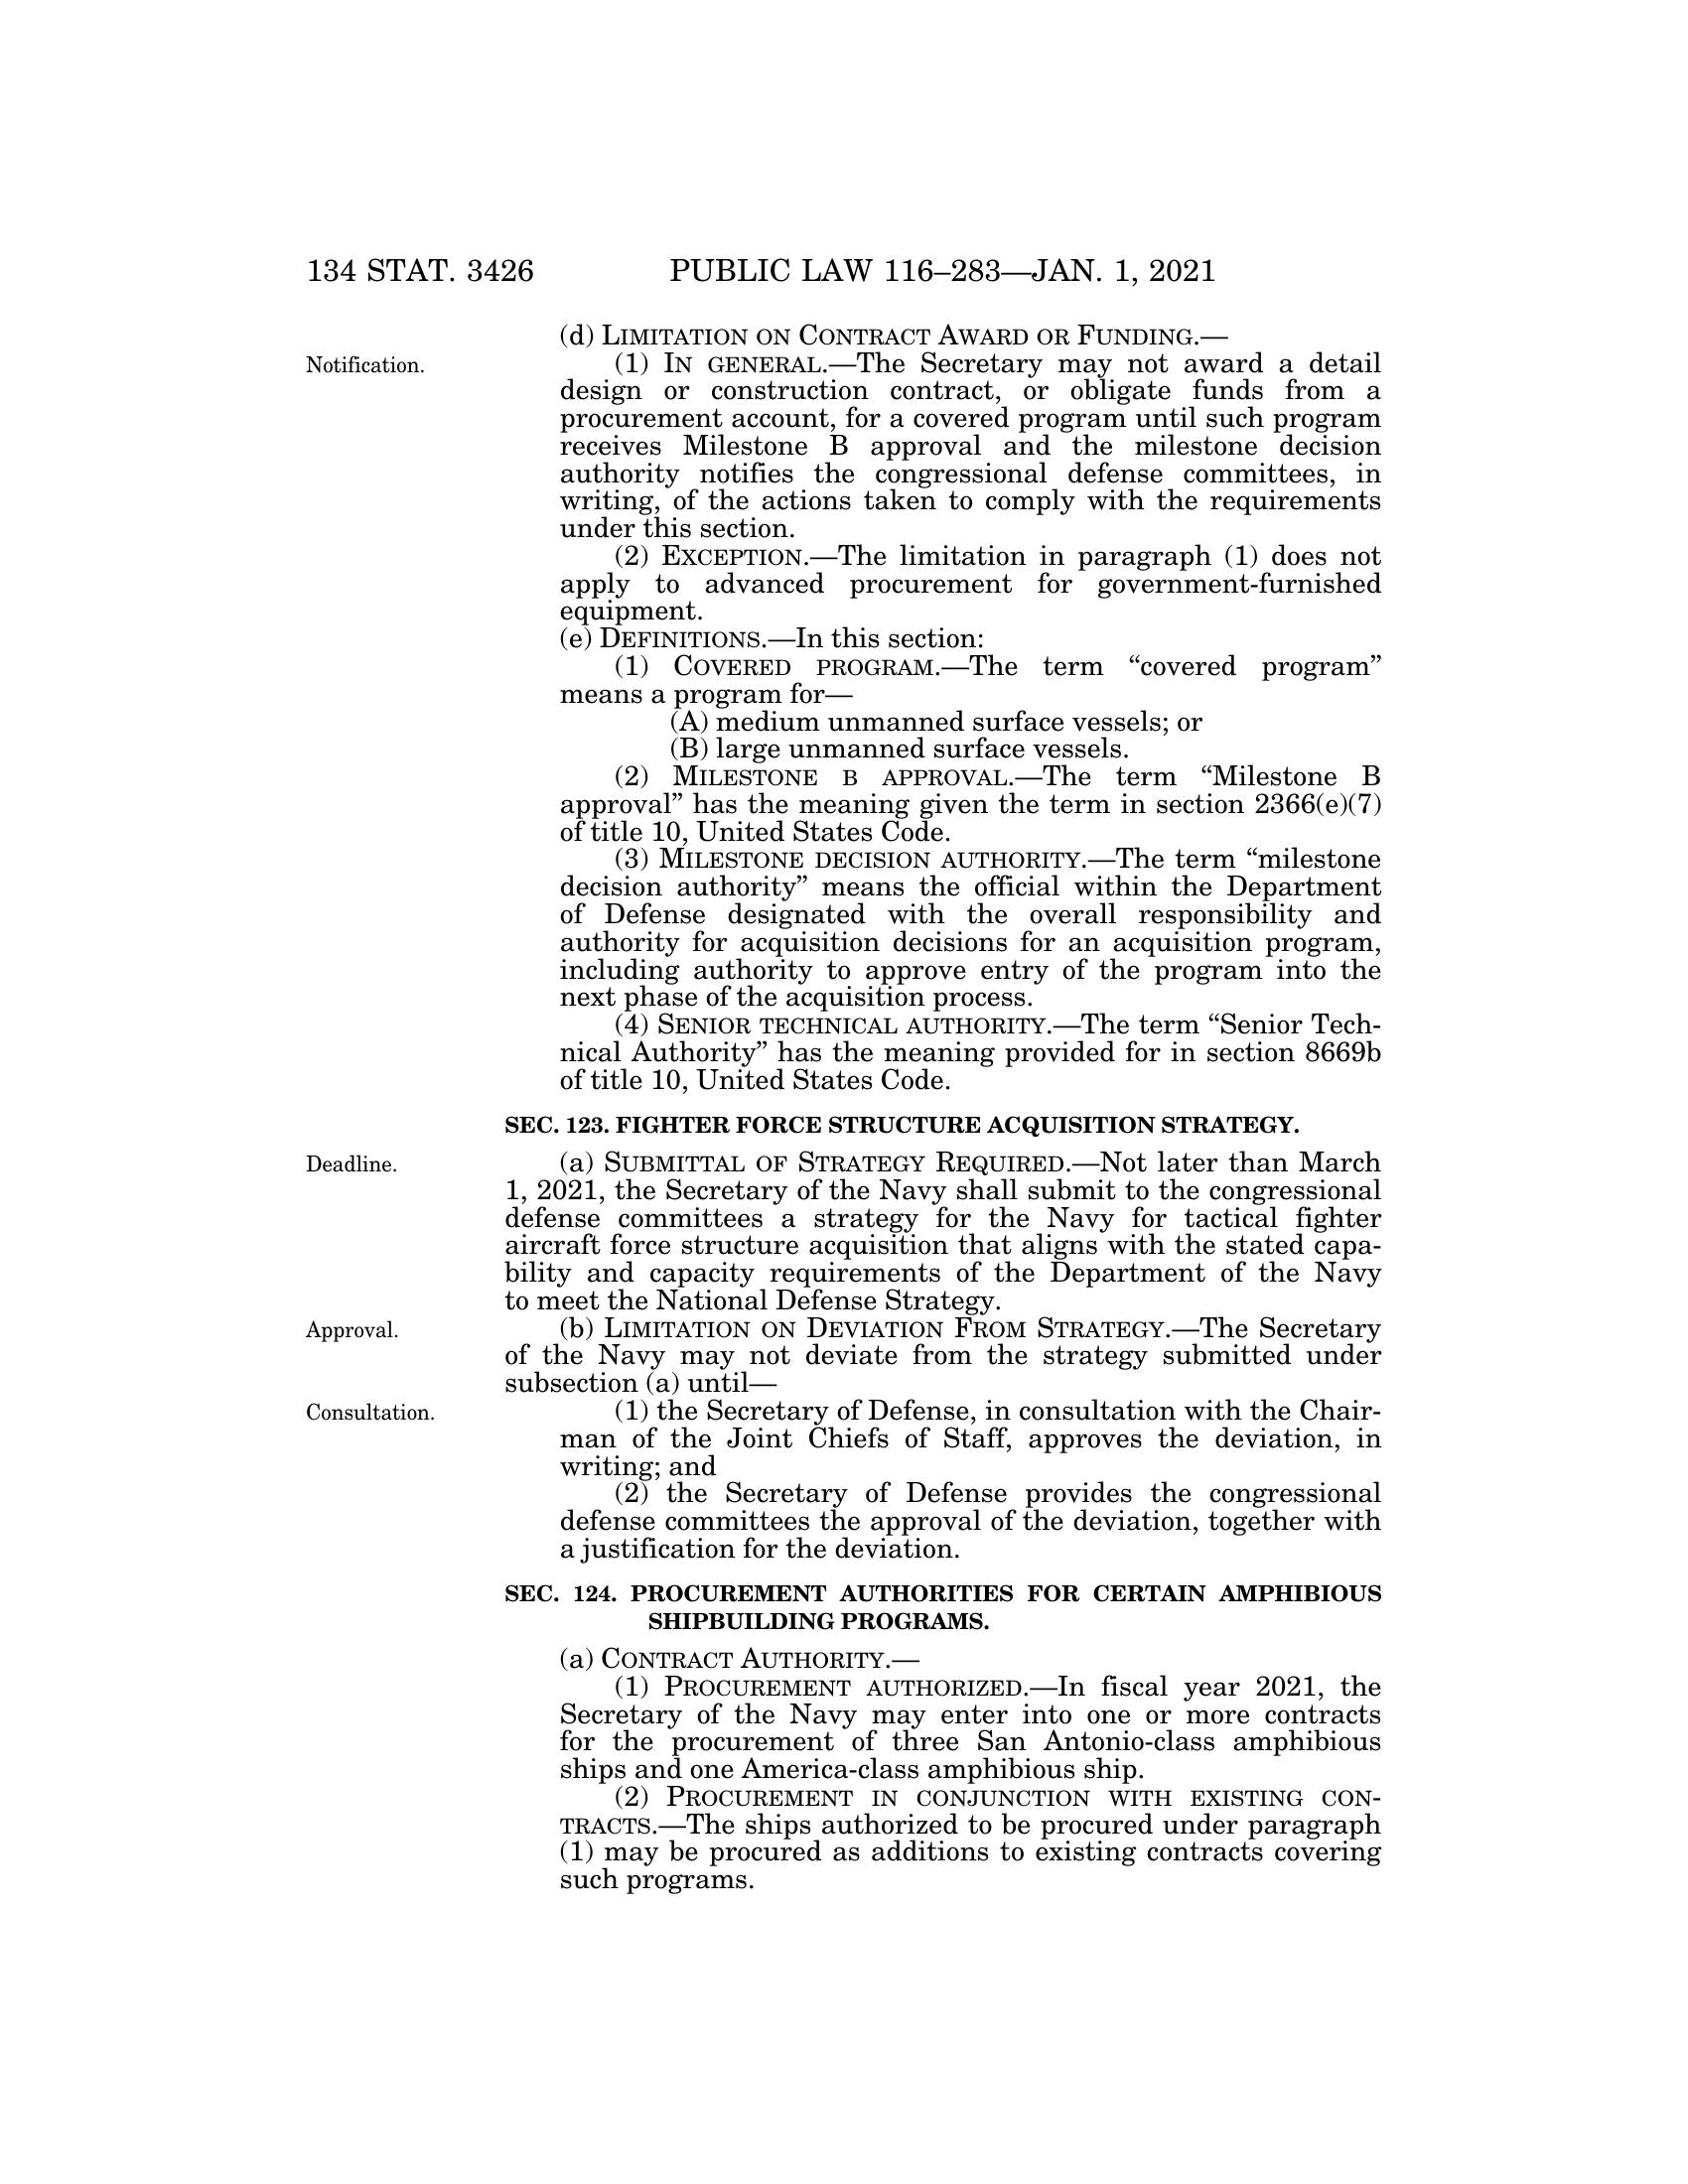 134 STAT. 3426
PUBLIC LAW 116–283—JAN. 1, 2021
(d) LIMITATION ON CONTRACT AWARD OR FUNDING.—
Notification.
(1) IN GENERAL.—The Secretary may not award a detail
design or construction contract, or obligate funds from a
procurement account, for a covered program until such program
receives Milestone B approval and the milestone decision
authority notifies the congressional defense committees, in
writing, of the actions taken to comply with the requirements
under this section.
(2) EXCEPTION.—The limitation in paragraph (1) does not
apply to advanced procurement for government-furnished
equipment.
(e) DEFINITIONS.—In this section:
(1) COVERED PROGRAM.—The term “covered program”
means a program for—
(A) medium unmanned surface vessels; or
(B) large unmanned surface vessels.
(2) MILESTONE B APPROVAL.—The term “Milestone B
approval” has the meaning given the term in section 2366(e)(7)
of title 10, United States Code.
(3) MILESTONE DECISION AUTHORITY.—The term “milestone
decision authority” means the official within the Department
of Defense designated with the overall responsibility and
authority for acquisition decisions for an acquisition program,
including authority to approve entry of the program into the
next phase of the acquisition process.
(4) SENIOR TECHNICAL AUTHORITY.—The term “Senior Tech-
nical Authority” has the meaning provided for in section 8669b
of title 10, United States Code.
SEC. 123. FIGHTER FORCE STRUCTURE ACQUISITION STRATEGY.
Deadline.
(a) SUBMITTAL OF STRATEGY REQUIRED.—Not later than March
1, 2021, the Secretary of the Navy shall submit to the congressional
defense committees a strategy for the Navy for tactical fighter
aircraft force structure acquisition that aligns with the stated capa-
bility and capacity requirements of the Department of the Navy
to meet the National Defense Strategy.
Approval.
(b) LIMITATION ON DEVIATION FROM STRATEGY.—The Secretary
of the Navy may not deviate from the strategy submitted under
subsection (a) until—
Consultation.
(1) the Secretary of Defense, in consultation with the Chair-
man of the Joint Chiefs of Staff, approves the deviation, in
writing; and
(2) the Secretary of Defense provides the congressional
defense committees the approval of the deviation, together with
a justification for the deviation.
SEC. 124. PROCUREMENT AUTHORITIES FOR CERTAIN AMPHIBIOUS
SHIPBUILDING PROGRAMS.
(a) CONTRACT AUTHORITY.—
(1) PROCUREMENT AUTHORIZED.—In fiscal year 2021, the
Secretary of the Navy may enter into one or more contracts
for the procurement of three San Antonio-class amphibious
ships and one America-class amphibious ship.
(2) PROCUREMENT IN CONJUNCTION WITH EXISTING CON-
TRACTS.—The ships authorized to be procured under paragraph
(1) may be procured as additions to existing contracts covering
such programs.